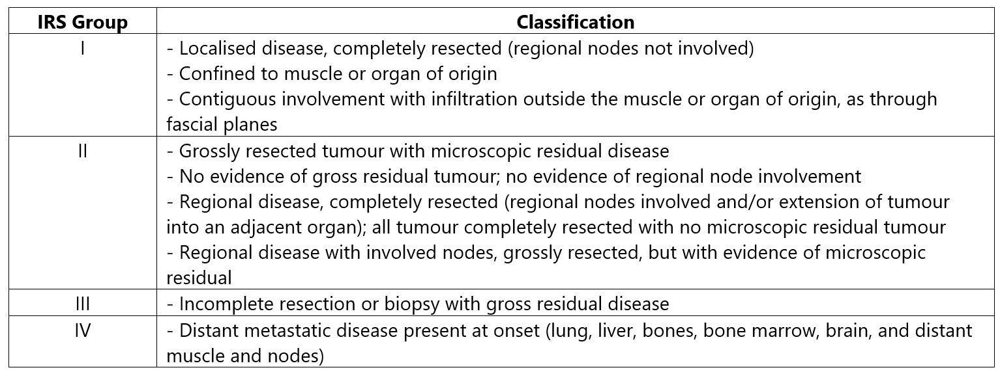 IRS Group Classification
I - Localised disease, completely resected (regional nodes not involved)
- Confined to muscle or organ of origin
- Contiguous involvement with infiltration outside the muscle or organ of origin, as through
fascial planes
II - Grossly resected tumour with microscopic residual disease
- No evidence of gross residual tumour; no evidence of regional node involvement
- Regional disease, completely resected (regional nodes involved and/or extension of tumour
into an adjacent organ); all tumour completely resected with no microscopic residual tumour
- Regional disease with involved nodes, grossly resected, but with evidence of microscopic
residual
III - Incomplete resection or biopsy with gross residual disease
IV - Distant metastatic disease present at onset (lung, liver, bones, bone marrow, brain, and distant
muscle and nodes)